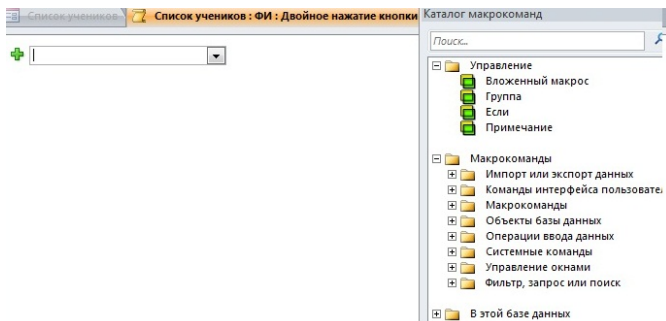 Список учеников
Список учеников : ФИ : Двойное нажатие кнопки
Каталог макрокоманд
Поиск...
Управление
Вложенный макрос
Группа
Если
Примечание
Макрокоманды
Импорт или экспорт данных
Команды интерфейса пользовате
Макрокоманды
Объекты базы данных
Операции ввода данных
Системные команды
Управление окнами
Фильтр, запрос или поиск
В этой базе данных